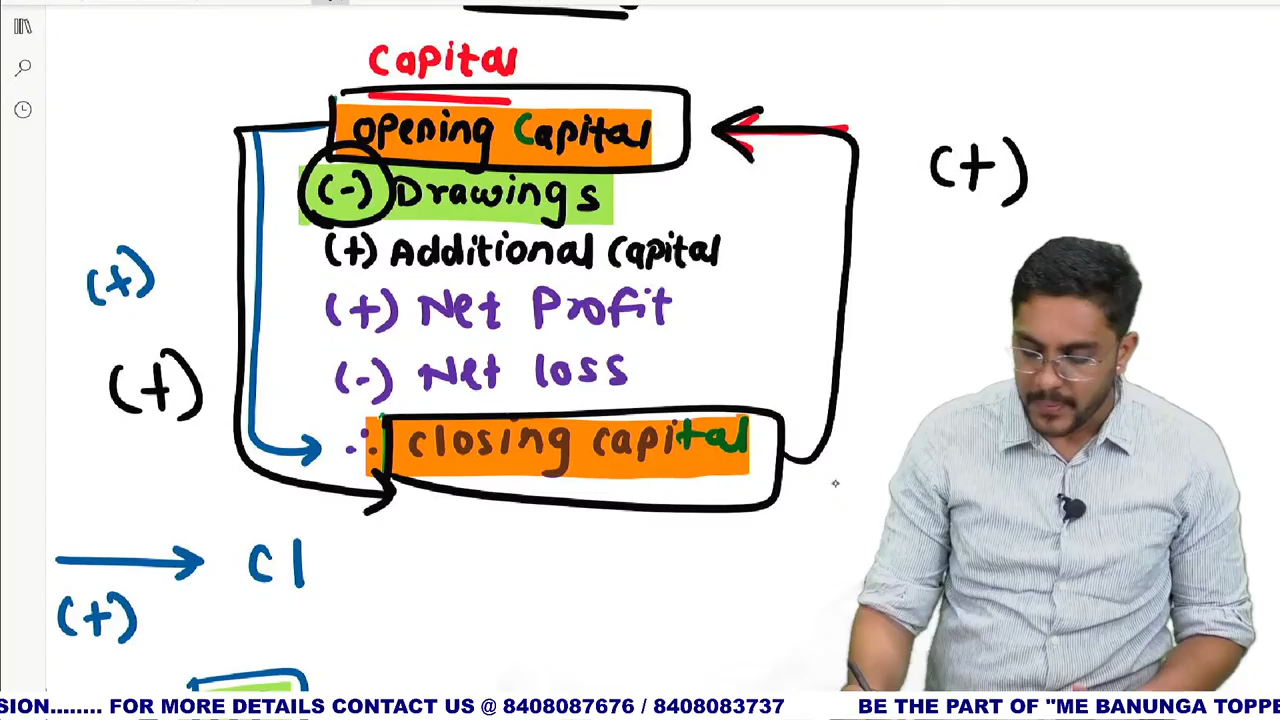 Capital
opening Capital
(-) Drawings
(+) Additional Capital
(+) Net Profit
(-) Net loss
∴ closing capital
(+)
(+)
(+)
cl
(+)
SION........ FOR MORE DETAILS CONTACT US @ 8408087676 / 8408083737 BE THE PART OF "ME BANUNGA TOPPE